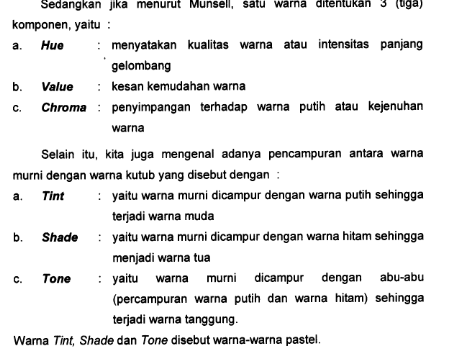 Sedangkan jika menurut Munsell, satu warna ditentukan 3 (tiga)
komponen, yaitu :
a. Hue : menyatakan kualitas warna atau intensitas panjang
gelombang
b. Value : kesan kemudahan warna
c. Chroma : penyimpangan terhadap warna putih atau kejenuhan
warna
Selain itu, kita juga mengenal adanya pencampuran antara warna
murni dengan warna kutub yang disebut dengan :
a. Tint : yaitu warna murni dicampur dengan warna putih sehingga
terjadi warna muda
b. Shade : yaitu warna murni dicampur dengan warna hitam sehingga
menjadi warna tua
c. Tone : yaitu warna murni dicampur dengan abu-abu
(percampuran warna putih dan warna hitam) sehingga
terjadi warna tanggung.
Warna Tint, Shade dan Tone disebut warna-warna pastel.